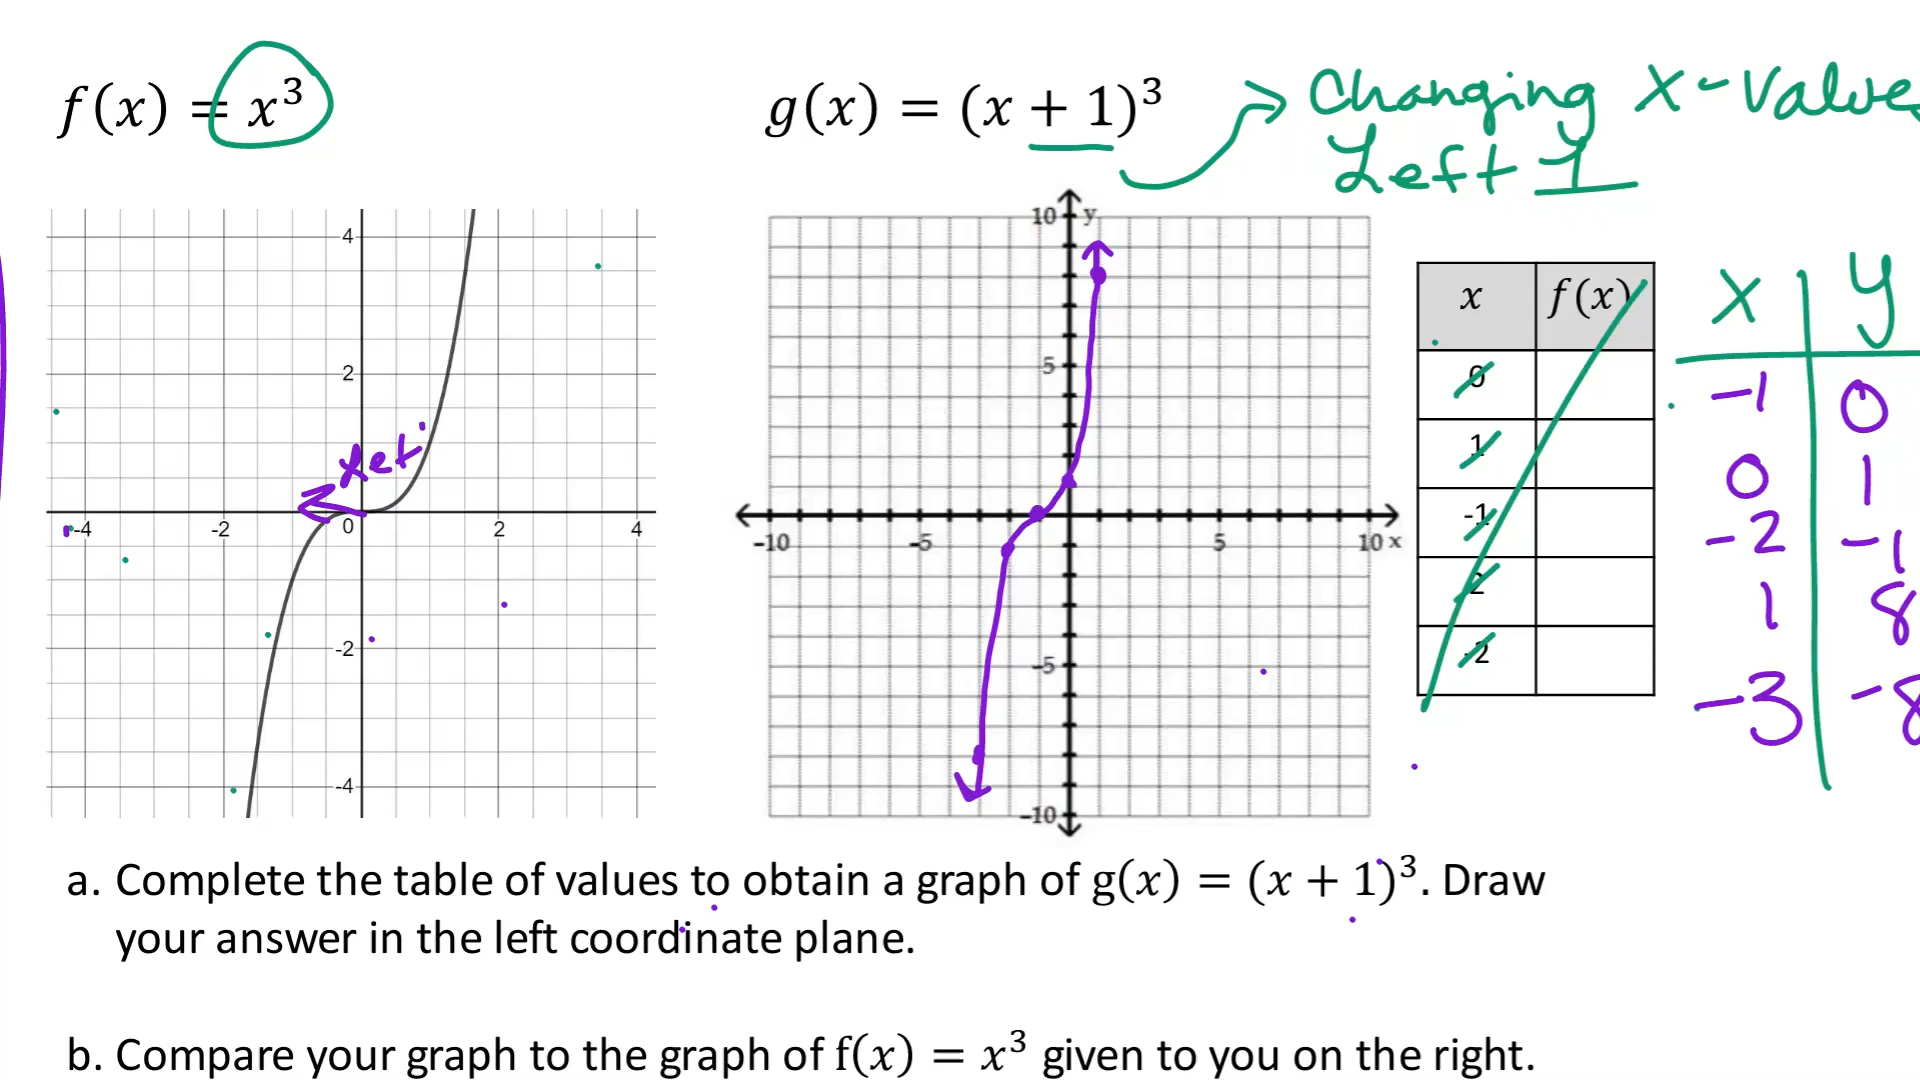 f(x) = x³
g(x) = (x + 1)³
Changing x-value
Left 1
4
2
0
-2
-4
-4
-2
2
4
10
y
5
-5
-10
-10
-5
5
10 x
x f(x)
0
1
-1
2
-2
x y
-1 0
0 1
-2 -1
1 8
-3 -8
a. Complete the table of values to obtain a graph of g(x) = (x + 1)³. Draw
your answer in the left coordinate plane.
b. Compare your graph to the graph of f(x) = x³ given to you on the right.